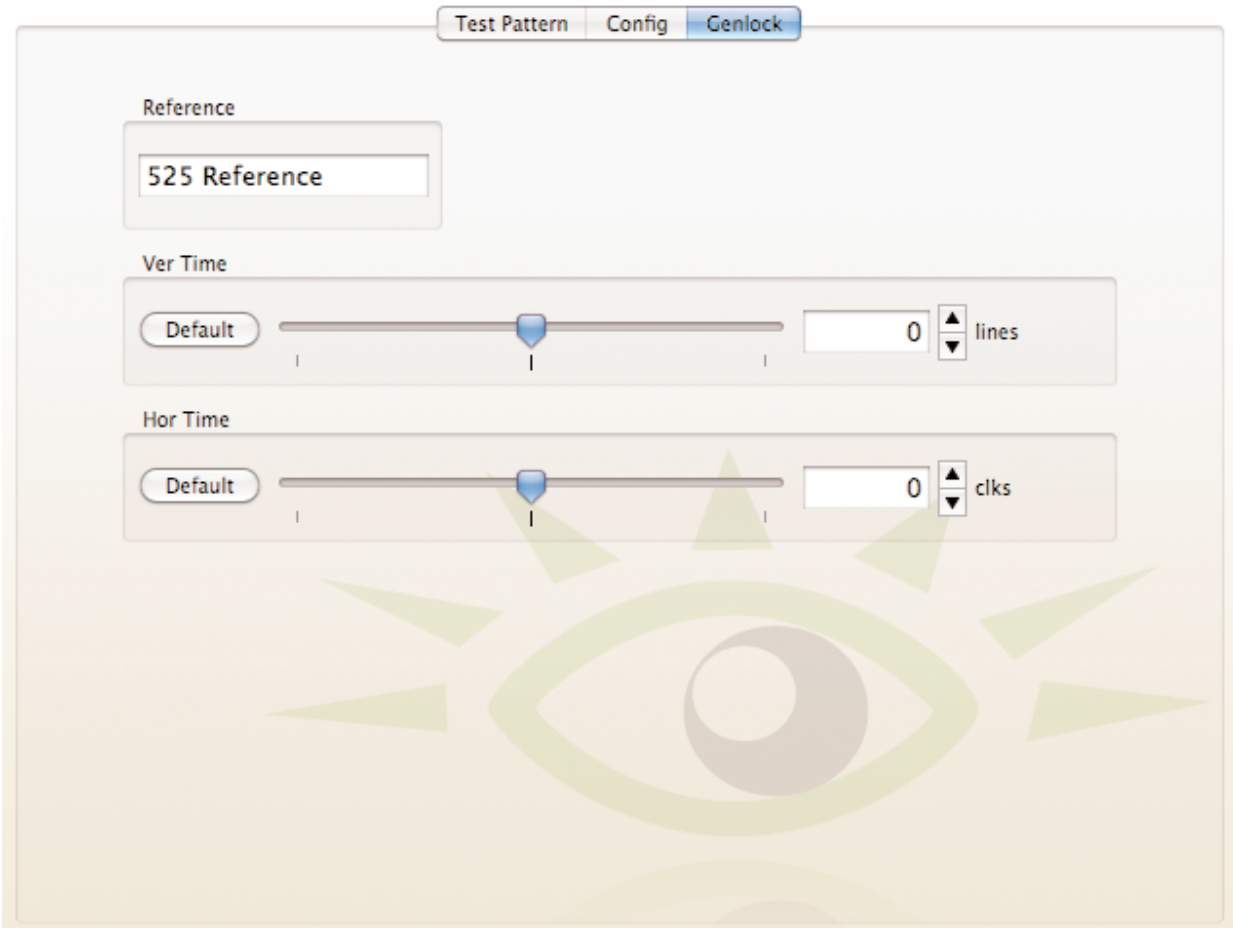 Test Pattern Config Genlock
Reference
525 Reference
Ver Time
Default 0 lines
Hor Time
Default 0 clks